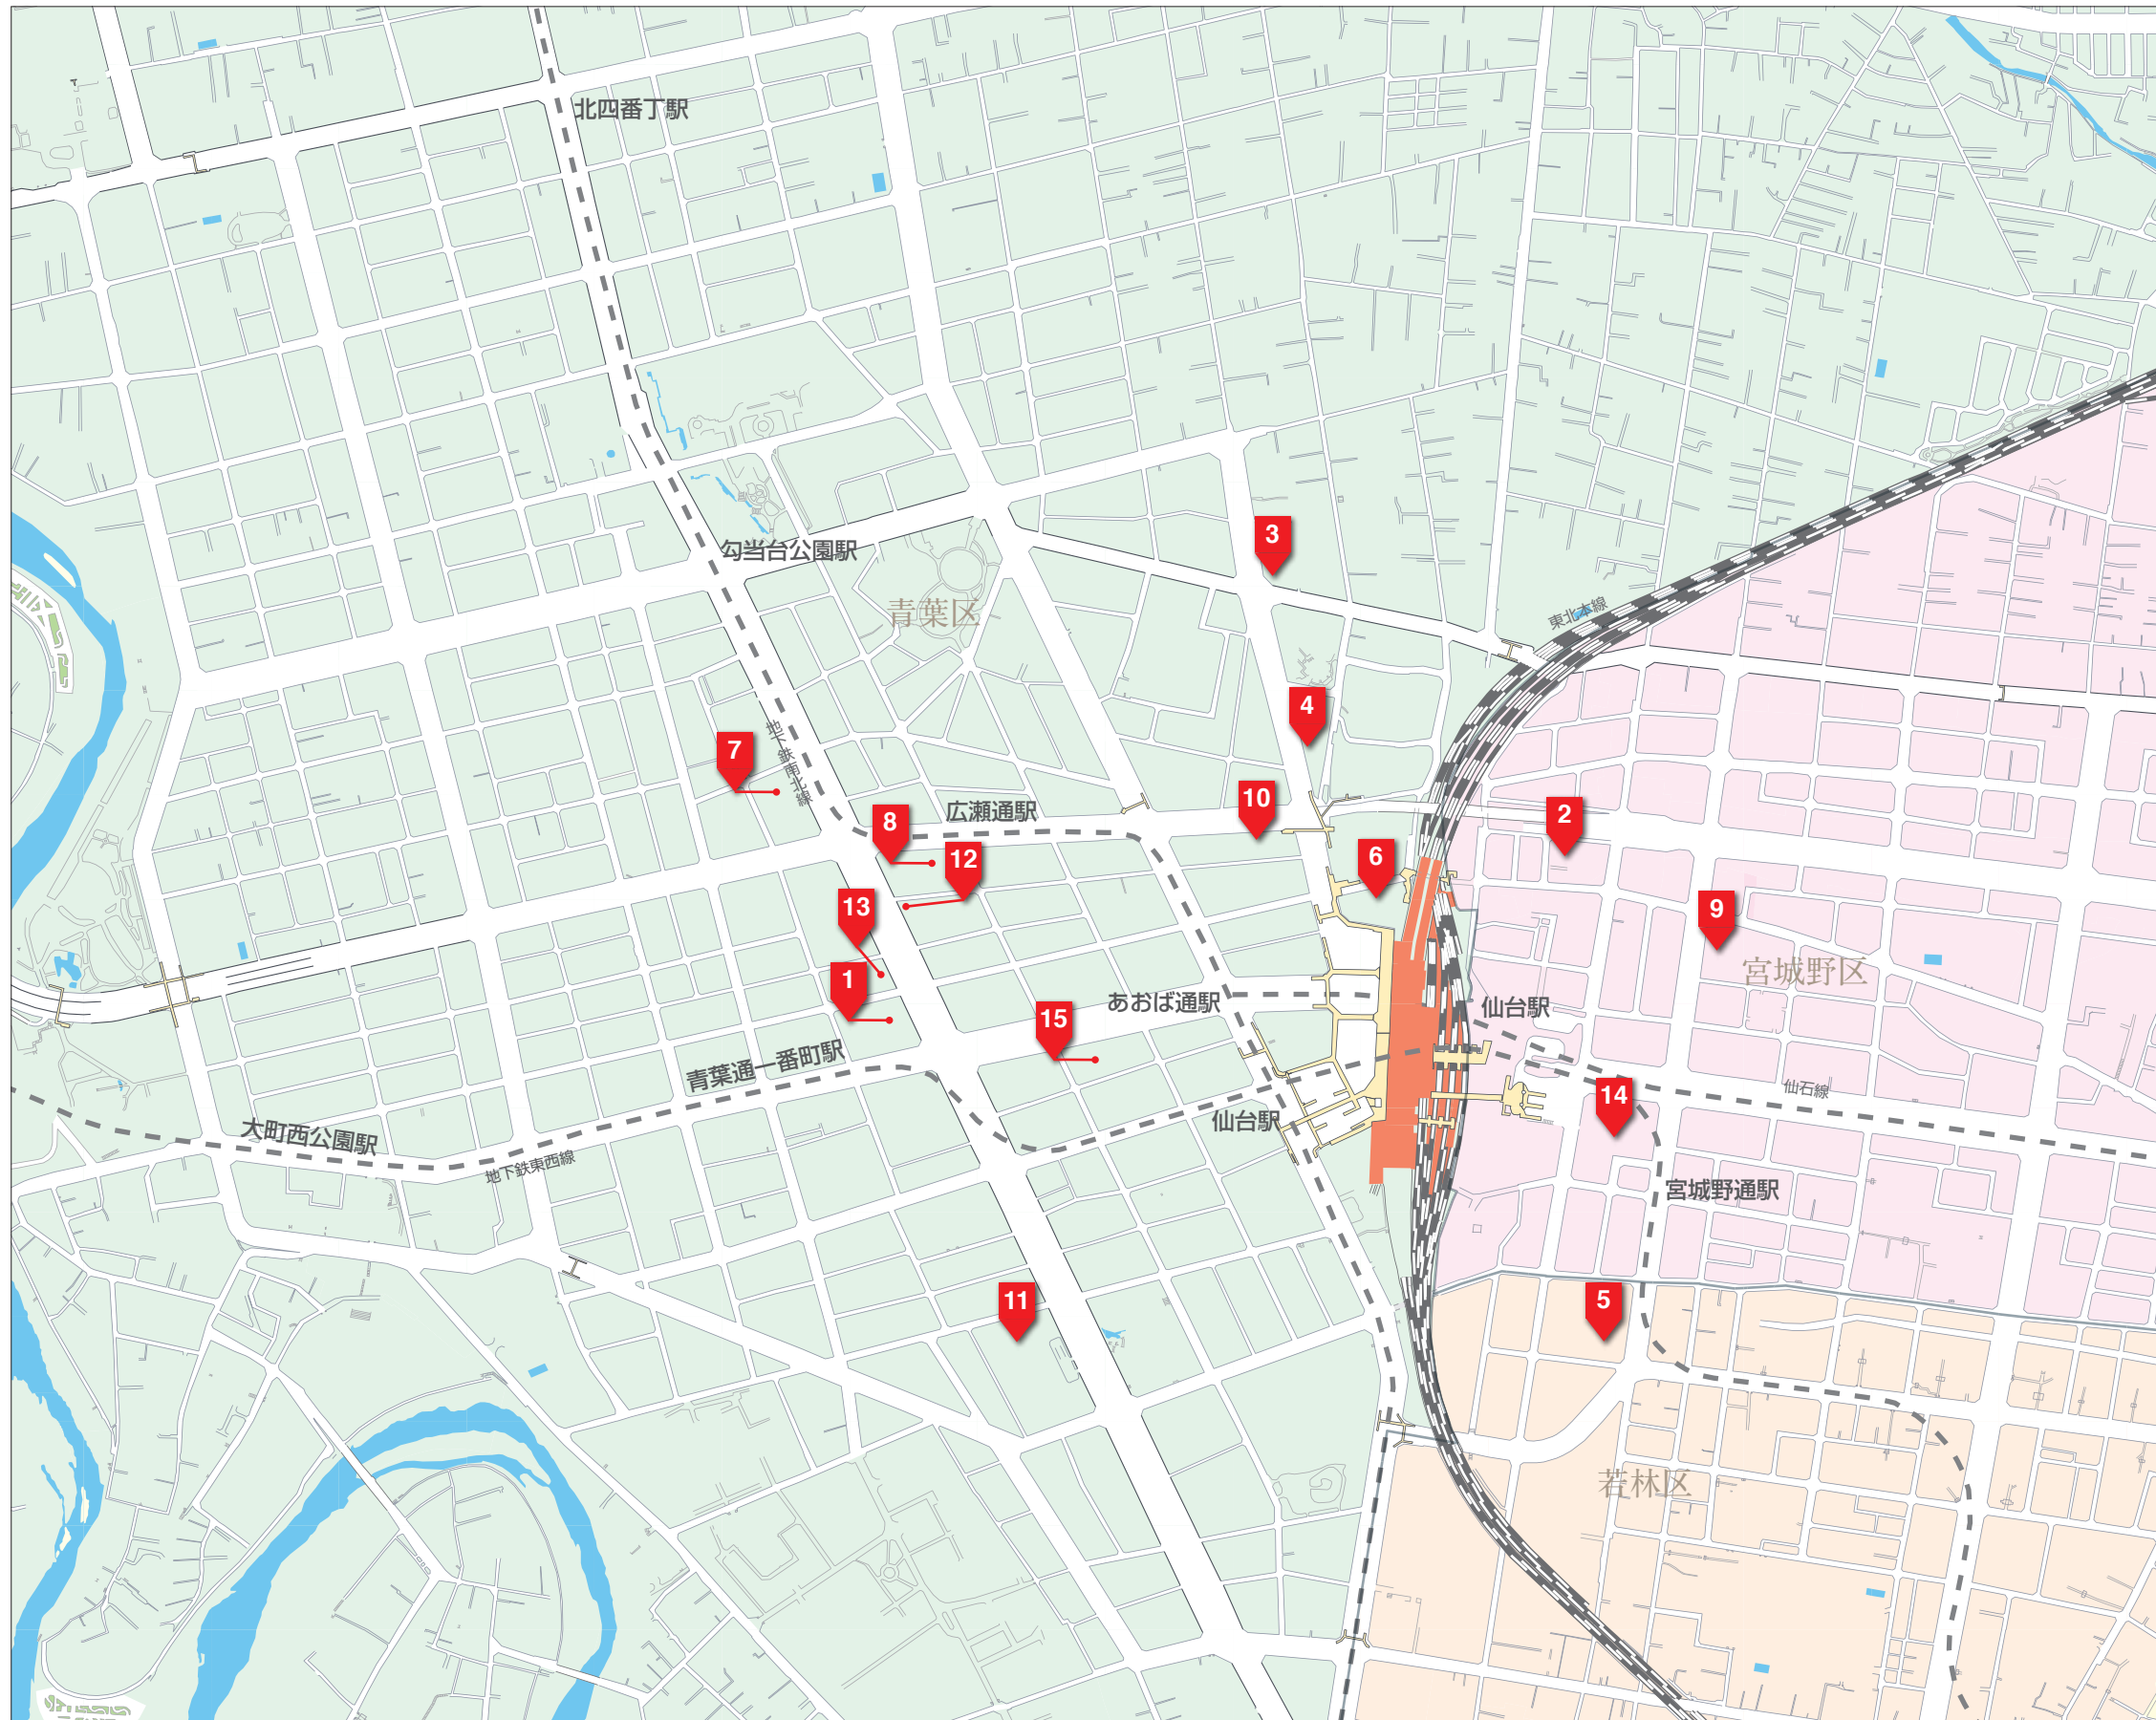 北四番丁駅
3
勾当台公園駅
青葉区
東北本線
4
地下鉄南北線
7
10
広瀬通駅
2
8
6
12
13
9
宮城野区
1
あおば通駅
仙台駅
15
青葉通一番町駅
仙石線
14
仙台駅
大町西公園駅
地下鉄東西線
宮城野通駅
11
5
若林区